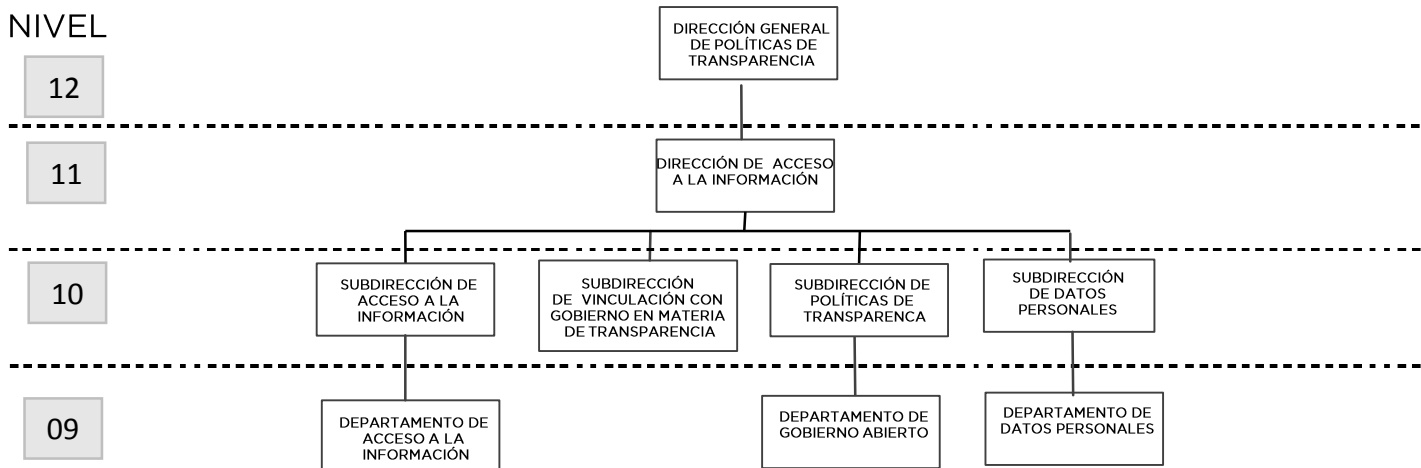 NIVEL
12
DIRECCIÓN GENERAL
DE POLÍTICAS DE
TRANSPARENCIA
11
DIRECCIÓN DE ACCESO
A LA INFORMACIÓN
10
SUBDIRECCIÓN DE
ACCESO A LA
INFORMACIÓN
SUBDIRECCIÓN
DE VINCULACIÓN CON
GOBIERNO EN MATERIA
DE TRANSPARENCIA
SUBDIRECCIÓN DE
POLÍTICAS DE
TRANSPARENCA
SUBDIRECCIÓN
DE DATOS
PERSONALES
09
DEPARTAMENTO DE
ACCESO A LA
INFORMACIÓN
DEPARTAMENTO DE
GOBIERNO ABIERTO
DEPARTAMENTO DE
DATOS PERSONALES